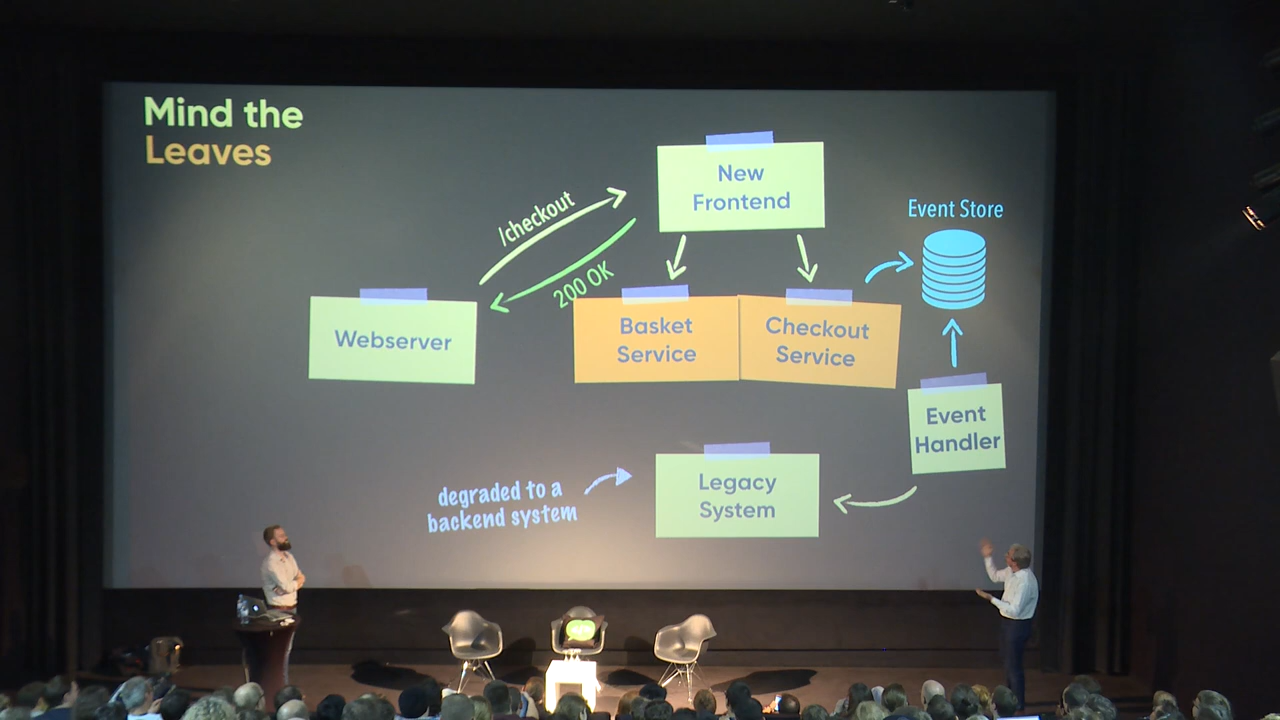 Mind the
Leaves
New
Frontend
/checkout
200 OK
Event Store
Webserver
Basket
Service
Checkout
Service
Event
Handler
Legacy
System
degraded to a
backend system